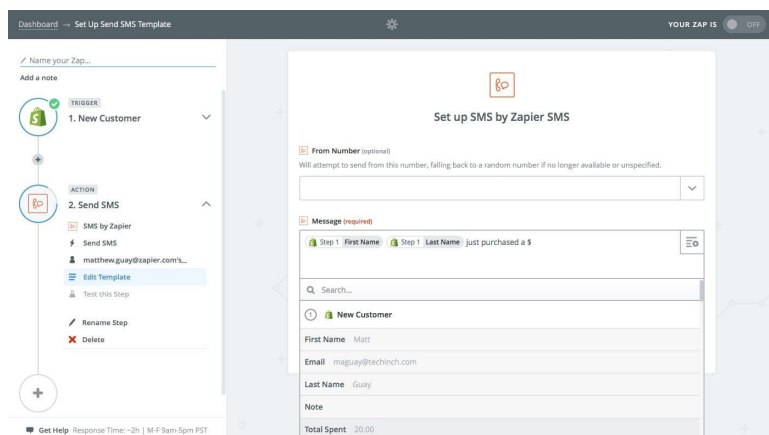 Dashboard → Set Up Send SMS Template
YOUR ZAP IS OFF
Name your Zap...
Add a note
TRIGGER
1. New Customer
ACTION
2. Send SMS
SMS by Zapier
Send SMS
matthew.guay@zapier.com's...
Edit Template
Test this Step
Rename Step
Delete
Get Help Response Time: ~2h | M-F 9am-5pm PST
Set up SMS by Zapier SMS
From Number (optional)
Will attempt to send from this number, falling back to a random number if no longer available or unspecified.
Message (required)
Step 1 First Name Step 1 Last Name just purchased a $
Search...
1 New Customer
First Name Matt
Email maguay@techinch.com
Last Name Guay
Note
Total Spent 20.00